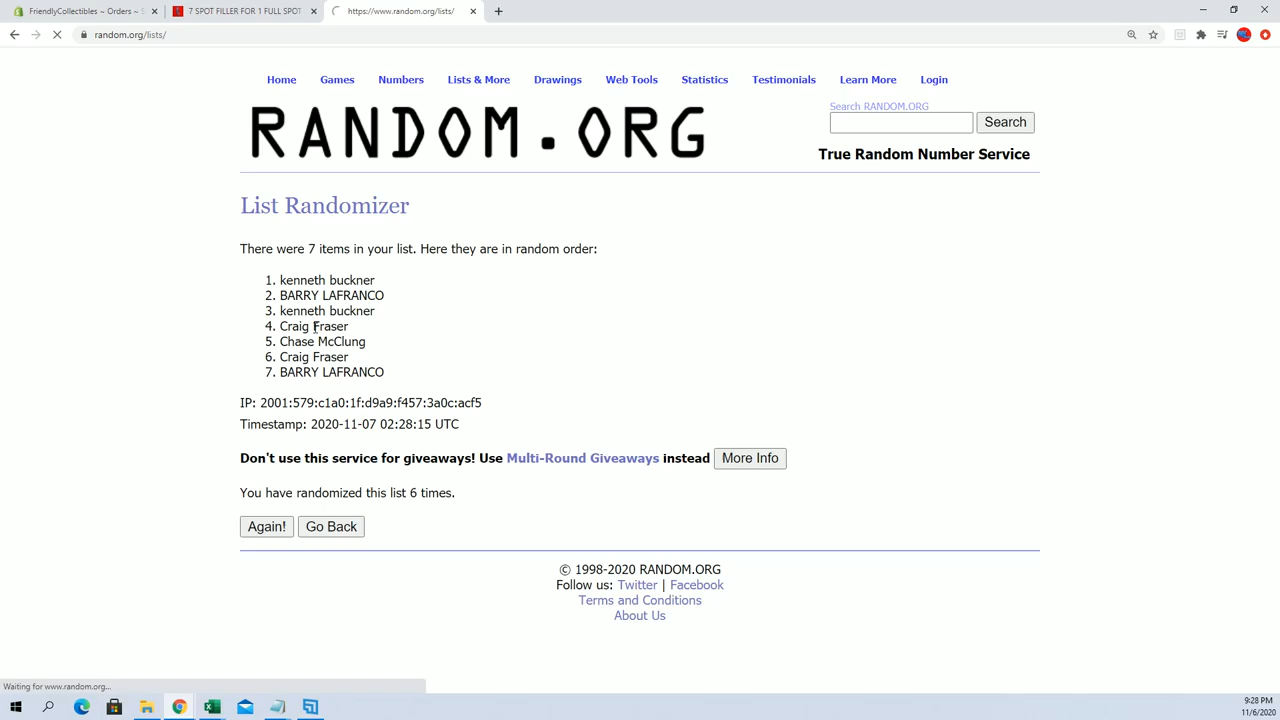 FriendlyCollectibles ~ Orders ~ S
7 SPOT FILLER FOR 1 FULL SPOT
https://www.random.org/lists/
random.org/lists/
Home Games Numbers Lists & More Drawings Web Tools Statistics Testimonials Learn More Login
RANDOM.ORG
Search RANDOM.ORG
Search
True Random Number Service
List Randomizer
There were 7 items in your list. Here they are in random order:
1. kenneth buckner
2. BARRY LAFRANCO
3. kenneth buckner
4. Craig Fraser
5. Chase McClung
6. Craig Fraser
7. BARRY LAFRANCO
IP: 2001:579:c1a0:1f:d9a9:f457:3a0c:acf5
Timestamp: 2020-11-07 02:28:15 UTC
Don't use this service for giveaways! Use Multi-Round Giveaways instead More Info
You have randomized this list 6 times.
Again! Go Back
© 1998-2020 RANDOM.ORG
Follow us: Twitter | Facebook
Terms and Conditions
About Us
Waiting for www.random.org...
9:28 PM
11/6/2020